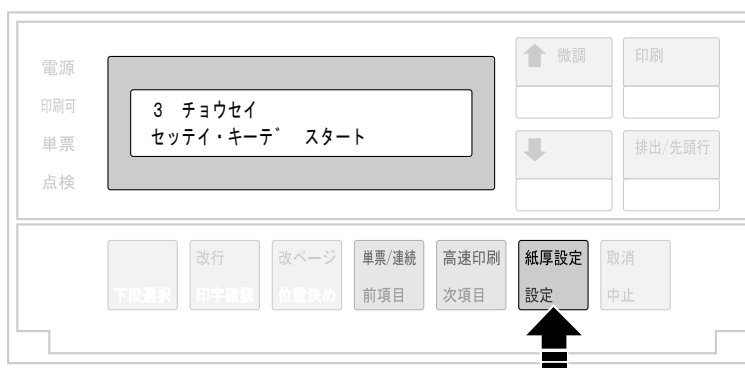 電源
印刷可
単票
点検
3 チョウセイ
セッテイ・キーデ゛ スタート
微調
印刷
排出/先頭行
改行
改ページ
単票/連続
高速印刷
紙厚設定
取消
下段選択
印字確認
位置決め
前項目
次項目
設定
中止